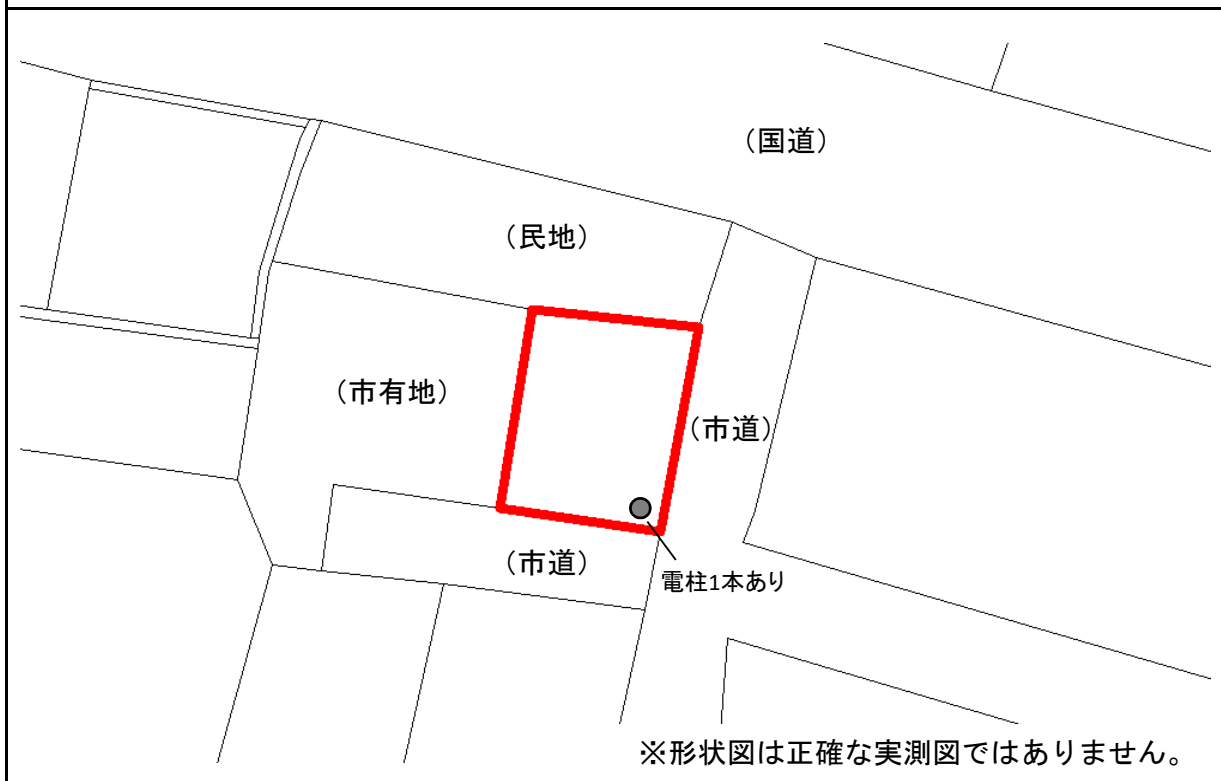 （国道）
（民地）
（市有地）
（市道）
（市道）
電柱1本あり
※形状図は正確な実測図ではありません。